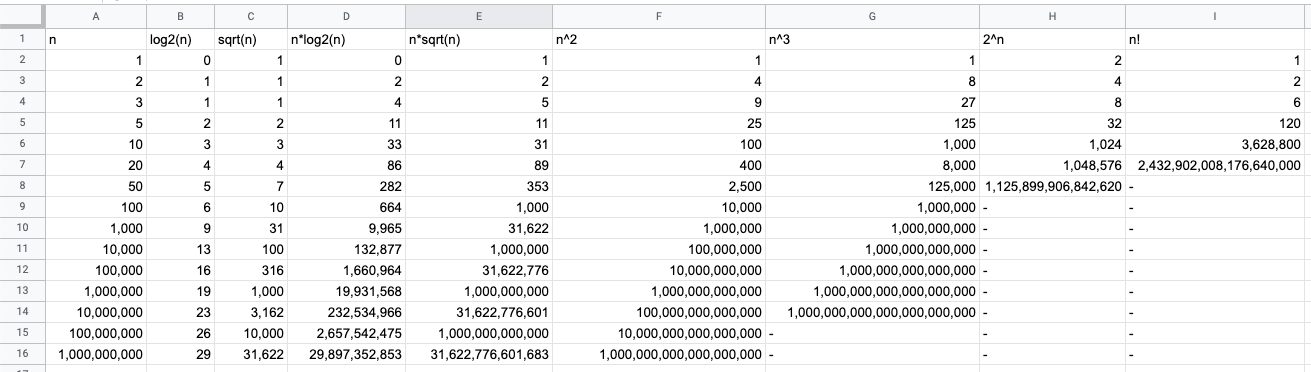 A B C D E F G H I
1 n log2(n) sqrt(n) n*log2(n) n*sqrt(n) n^2 n^3 2^n n!
2 1 0 1 0 1 1 1 2 1
3 2 1 1 2 2 4 8 4 2
4 3 1 1 4 5 9 27 8 6
5 5 2 2 11 11 25 125 32 120
6 10 3 3 33 31 100 1,000 1,024 3,628,800
7 20 4 4 86 89 400 8,000 1,048,576 2,432,902,008,176,640,000
8 50 5 7 282 353 2,500 125,000 1,125,899,906,842,620 -
9 100 6 10 664 1,000 10,000 1,000,000 - -
10 1,000 9 31 9,965 31,622 1,000,000 1,000,000,000 - -
11 10,000 13 100 132,877 1,000,000 100,000,000 1,000,000,000,000 - -
12 100,000 16 316 1,660,964 31,622,776 10,000,000,000 1,000,000,000,000,000 - -
13 1,000,000 19 1,000 19,931,568 1,000,000,000 1,000,000,000,000 1,000,000,000,000,000,000 - -
14 10,000,000 23 3,162 232,534,966 31,622,776,601 100,000,000,000,000 1,000,000,000,000,000,000,000 - -
15 100,000,000 26 10,000 2,657,542,475 1,000,000,000,000 10,000,000,000,000,000 - - -
16 1,000,000,000 29 31,622 29,897,352,853 31,622,776,601,683 1,000,000,000,000,000,000 - - -